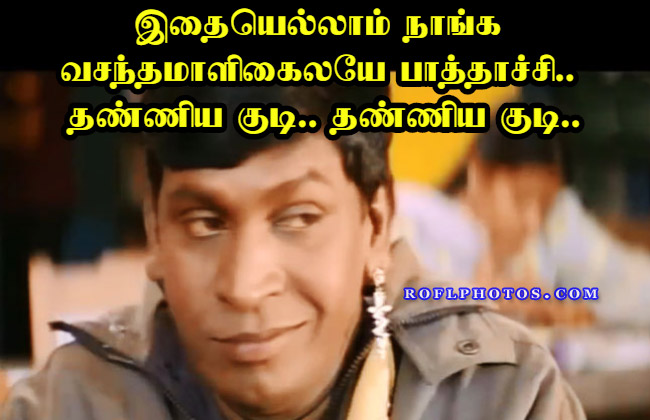 இதையெல்லாம் நாங்க
வசந்தமாளிகைலயே பாத்தாச்சி..
தண்ணிய குடி.. தண்ணிய குடி..
ROFLPHOTOS.COM